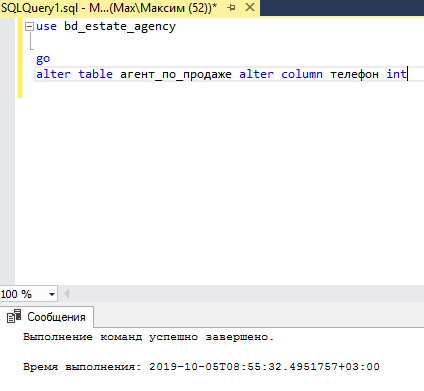 SQLQuery1.sql - M...(Max\Максим (52))*
use bd_estate_agency
go
alter table агент_по_продаже alter column телефон int
100 %
Сообщения
Выполнение команд успешно завершено.
Время выполнения: 2019-10-05T08:55:32.4951757+03:00